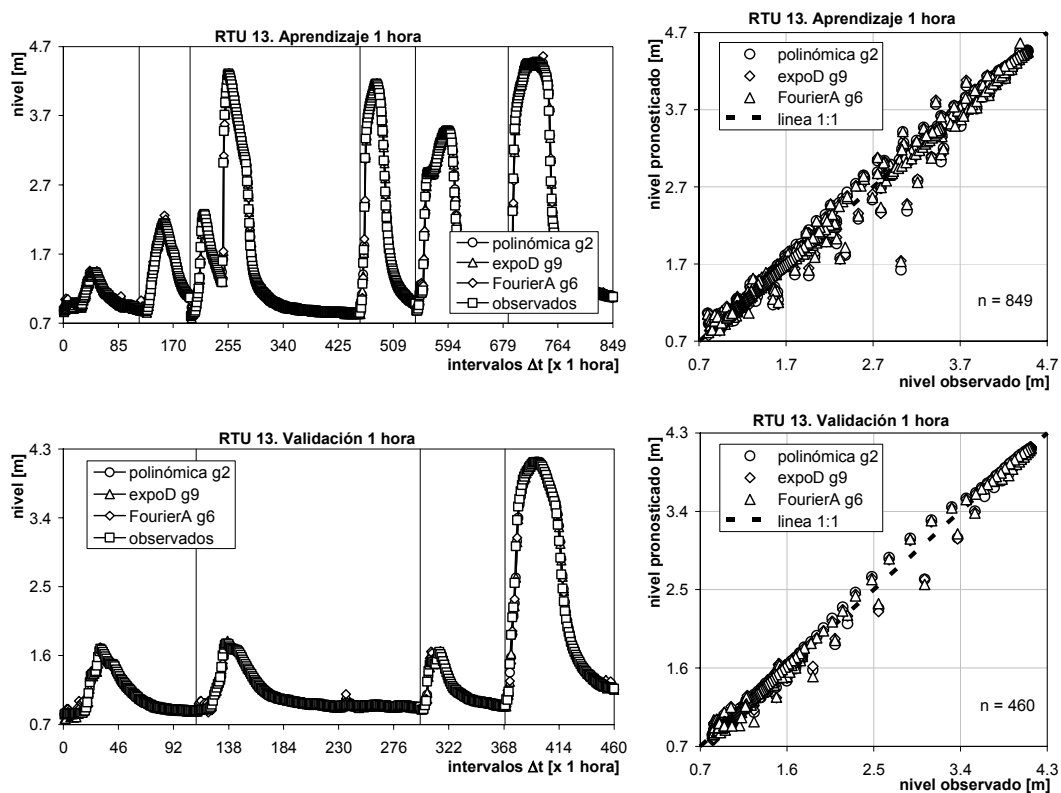 RTU 13. Aprendizaje 1 hora
nivel [m]
4.7
3.7
2.7
1.7
0.7
polinómica g2
expoD g9
FourierA g6
observados
0 85 170 255 340 425 509 594 679 764 849
intervalos Δt [x 1 hora]
RTU 13. Aprendizaje 1 hora
nivel pronosticado [m]
4.7
3.7
2.7
1.7
0.7
polinómica g2
expoD g9
FourierA g6
linea 1:1
n = 849
0.7 1.7 2.7 3.7 4.7
nivel observado [m]
RTU 13. Validación 1 hora
nivel [m]
4.3
3.4
2.5
1.6
0.7
polinómica g2
expoD g9
FourierA g6
observados
0 46 92 138 184 230 276 322 368 414 460
intervalos Δt [x 1 hora]
RTU 13. Validación 1 hora
nivel pronosticado [m]
4.3
3.4
2.5
1.6
0.7
polinómica g2
expoD g9
FourierA g6
linea 1:1
n = 460
0.7 1.6 2.5 3.4 4.3
nivel observado [m]